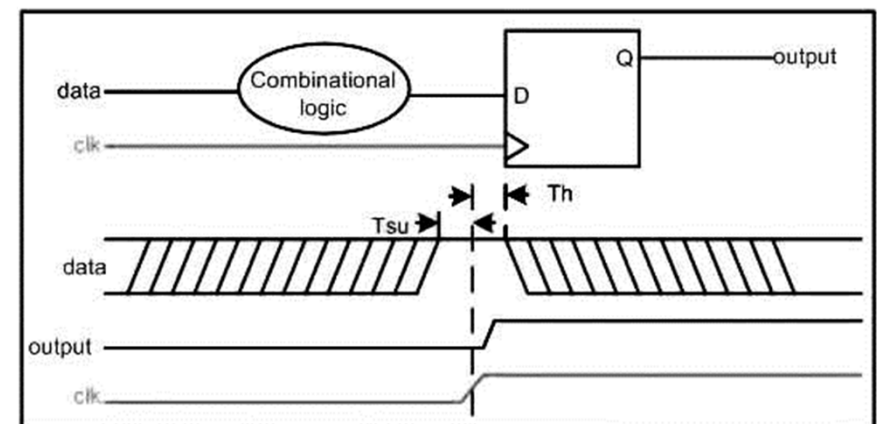 Combinational
logic
data
D
Q
output
clk
Th
Tsu
data
output
clk